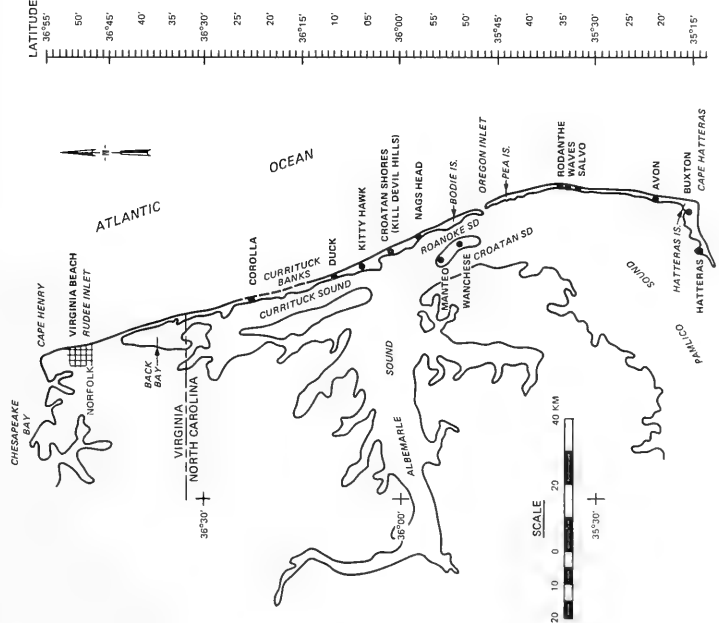 LATITUDE
36°55'
50'
25'
36°30'
25'
20'
15'
36°10'
05'
36°00'
50'
35°45'
40'
35'
35°30'
25'
20'
35°15'
-N-
ATLANTIC
OCEAN
CHESAPEAKE
BAY
CAPE HENRY
VIRGINIA BEACH
RUDEE INLET
NORFOLK
BACK
BAY
VIRGINIA
NORTH CAROLINA
COROLLA
CURRITUCK
BANKS
CURRITUCK SOUND
DUCK
KITTY HAWK
CROATAN SHORES
(KILL DEVIL HILLS)
NAGS HEAD
BODIE IS.
OREGON INLET
PEA IS.
ROANOKE SD
CROATAN SD
MANTEO
WANCHESE
RODANTHE
WAVES
SALVO
AVON
BUXTON
CAPE HATTERAS
HATTERAS IS.
HATTERAS
ALBEMARLE
SOUND
PAMLICO
SOUND
36°30'
36°00'
35°30'
SCALE
20 10 0 20 40 KM